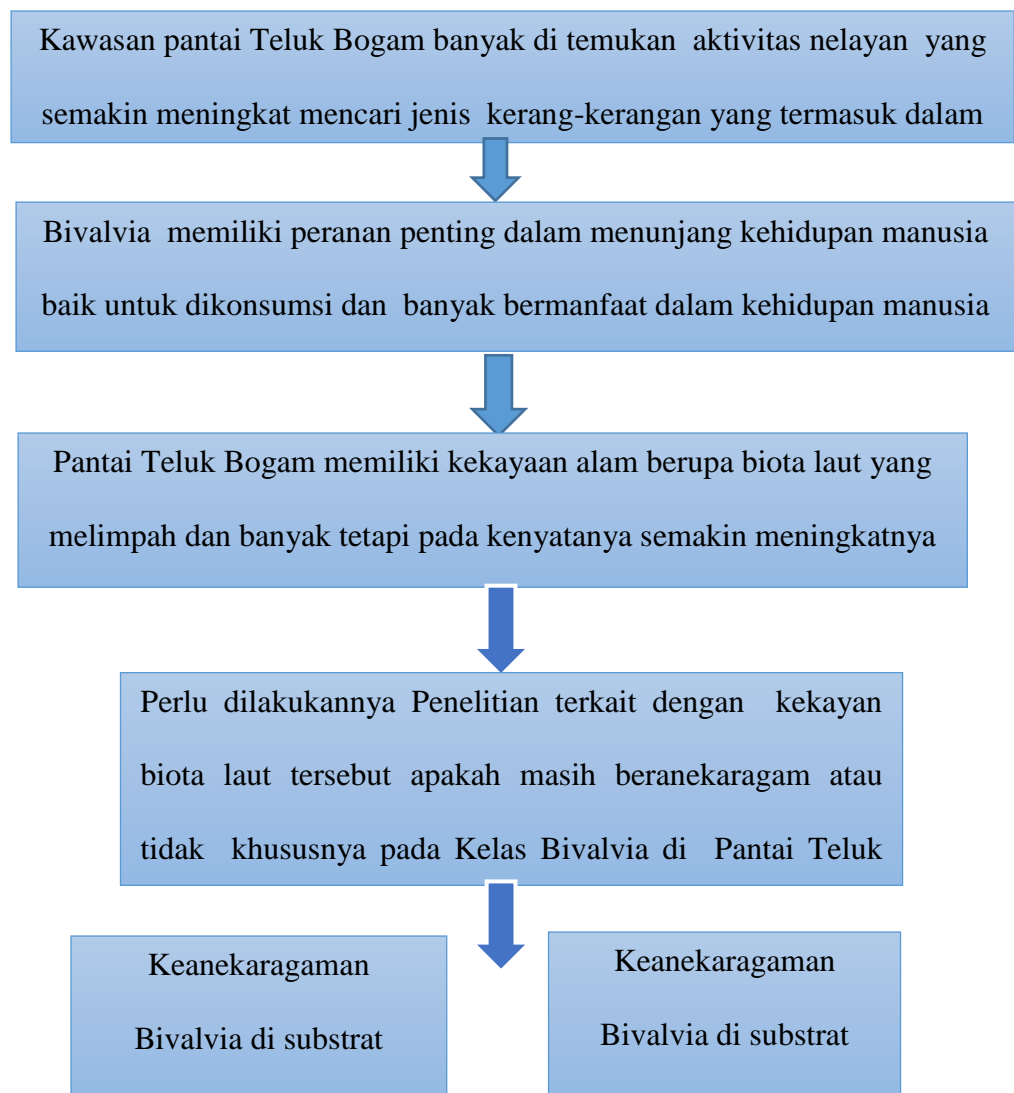 Kawasan pantai Teluk Bogam banyak di temukan aktivitas nelayan yang
semakin meningkat mencari jenis kerang-kerangan yang termasuk dalam
Bivalvia memiliki peranan penting dalam menunjang kehidupan manusia
baik untuk dikonsumsi dan banyak bermanfaat dalam kehidupan manusia
Pantai Teluk Bogam memiliki kekayaan alam berupa biota laut yang
melimpah dan banyak tetapi pada kenyatanya semakin meningkatnya
Perlu dilakukannya Penelitian terkait dengan kekayan
biota laut tersebut apakah masih beranekaragam atau
tidak khususnya pada Kelas Bivalvia di Pantai Teluk
Keanekaragaman
Bivalvia di substrat
Keanekaragaman
Bivalvia di substrat